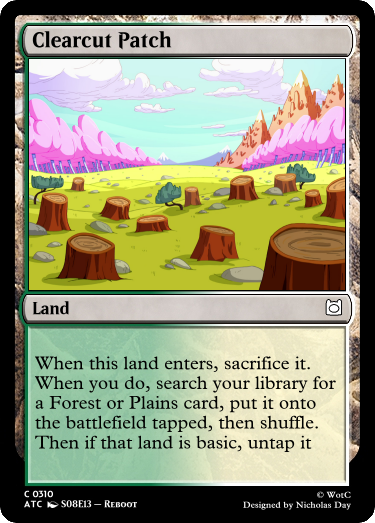 Clearcut Patch
Land
When this land enters, sacrifice it.
When you do, search your library for
a Forest or Plains card, put it onto
the battlefield tapped, then shuffle.
Then if that land is basic, untap it
C 0310
ATC S08E13 – Reboot
© WotC
Designed by Nicholas Day